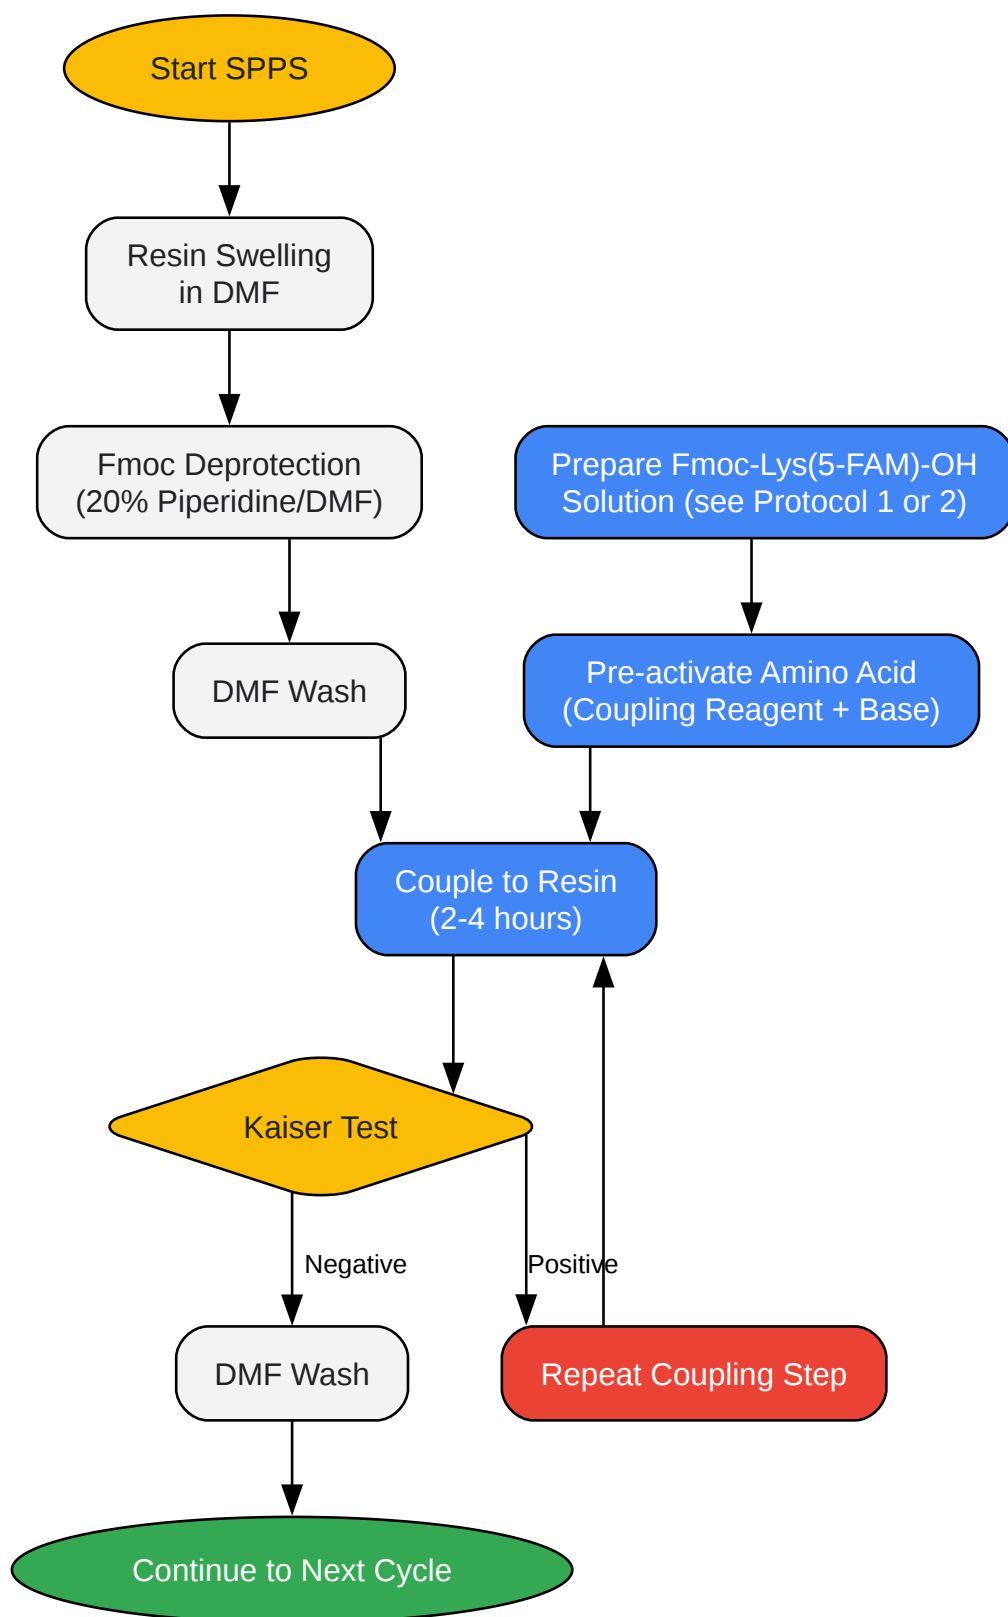 Start SPPS
Resin Swelling
in DMF
Fmoc Deprotection
(20% Piperidine/DMF)
Prepare Fmoc-Lys(5-FAM)-OH
Solution (see Protocol 1 or 2)
DMF Wash
Pre-activate Amino Acid
(Coupling Reagent + Base)
Couple to Resin
(2-4 hours)
Kaiser Test
Negative
Positive
DMF Wash
Repeat Coupling Step
Continue to Next Cycle